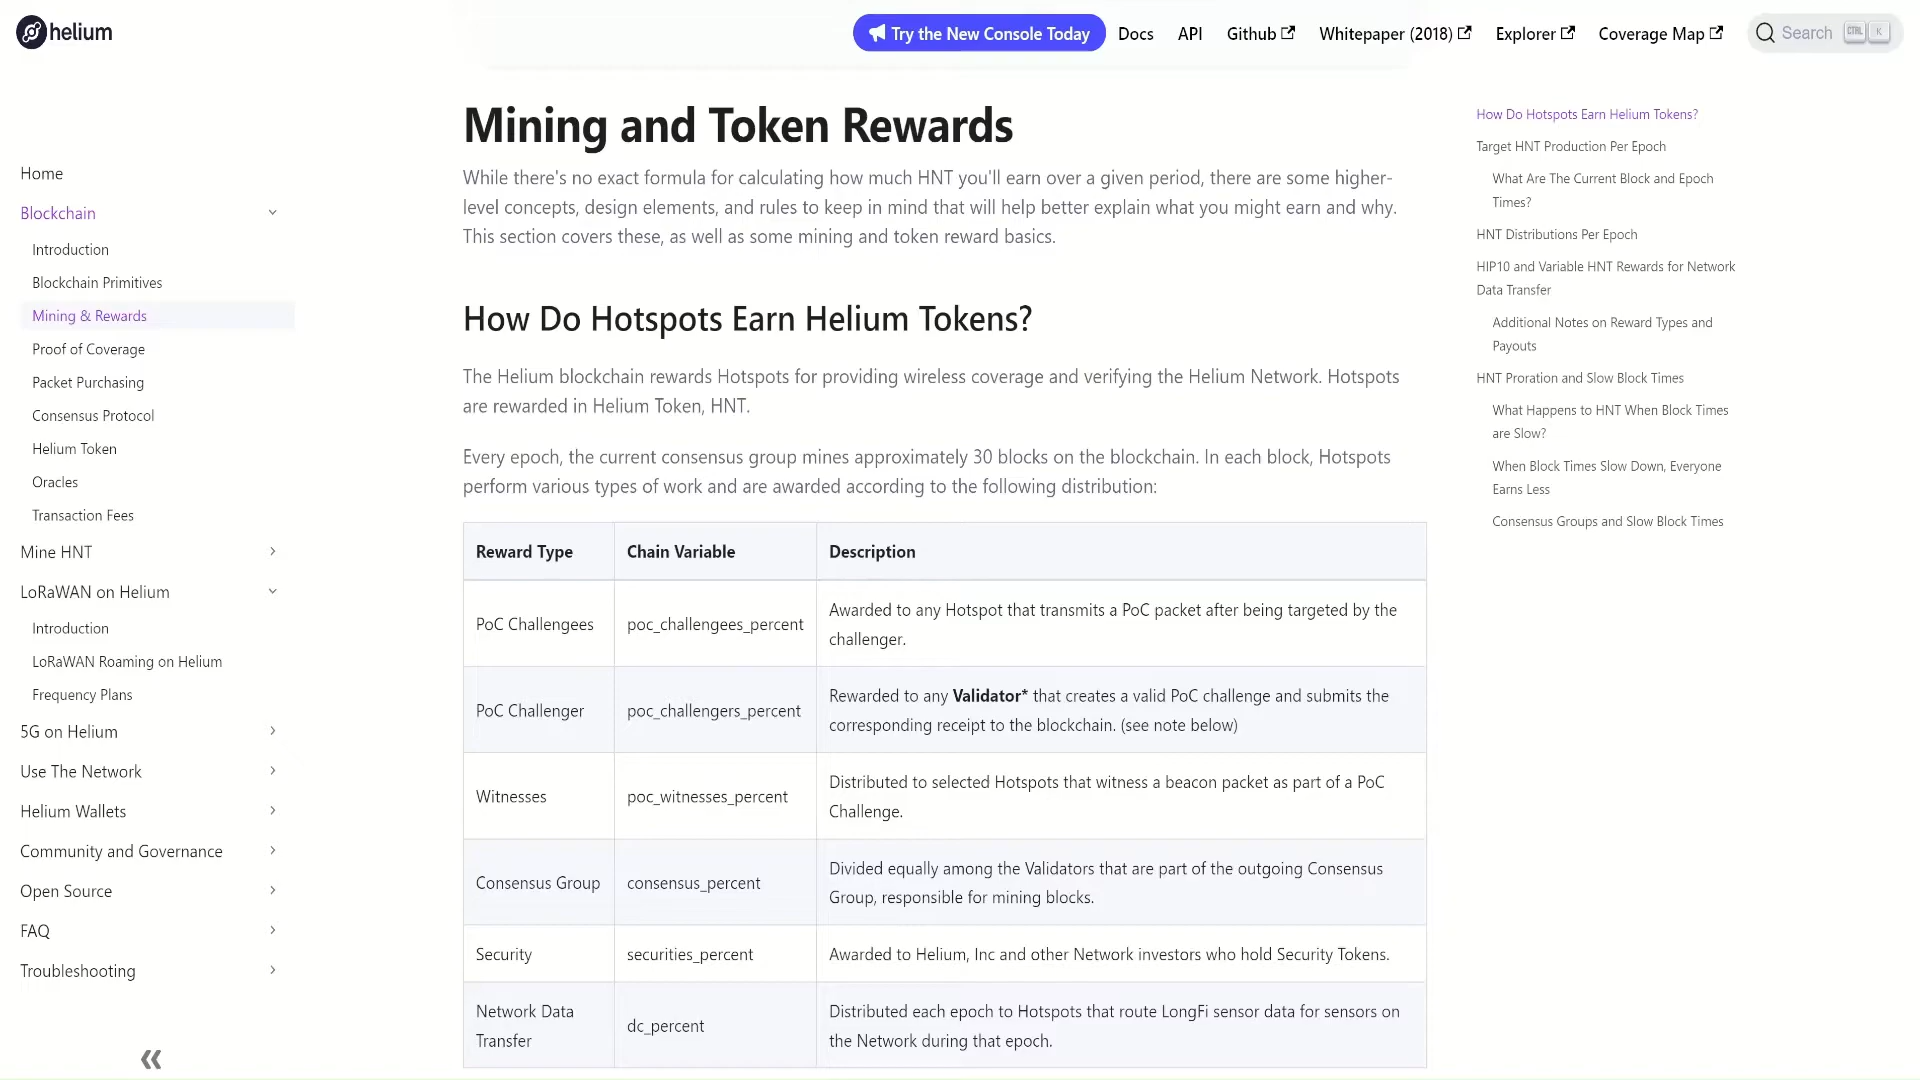 helium
Try the New Console Today
Docs
API
Github
Whitepaper (2018)
Explorer
Coverage Map
Search
CTRL
K
Home
Blockchain
Introduction
Blockchain Primitives
Mining & Rewards
Proof of Coverage
Packet Purchasing
Consensus Protocol
Helium Token
Oracles
Transaction Fees
Mine HNT
LoRaWAN on Helium
Introduction
LoRaWAN Roaming on Helium
Frequency Plans
5G on Helium
Use The Network
Helium Wallets
Community and Governance
Open Source
FAQ
Troubleshooting
Mining and Token Rewards
While there's no exact formula for calculating how much HNT you'll earn over a given period, there are some higher-
level concepts, design elements, and rules to keep in mind that will help better explain what you might earn and why.
This section covers these, as well as some mining and token reward basics.
How Do Hotspots Earn Helium Tokens?
The Helium blockchain rewards Hotspots for providing wireless coverage and verifying the Helium Network. Hotspots
are rewarded in Helium Token, HNT.
Every epoch, the current consensus group mines approximately 30 blocks on the blockchain. In each block, Hotspots
perform various types of work and are awarded according to the following distribution:
Reward Type
Chain Variable
Description
PoC Challengees
poc_challengees_percent
Awarded to any Hotspot that transmits a PoC packet after being targeted by the
challenger.
PoC Challenger
poc_challengers_percent
Rewarded to any Validator* that creates a valid PoC challenge and submits the
corresponding receipt to the blockchain. (see note below)
Witnesses
poc_witnesses_percent
Distributed to selected Hotspots that witness a beacon packet as part of a PoC
Challenge.
Consensus Group
consensus_percent
Divided equally among the Validators that are part of the outgoing Consensus
Group, responsible for mining blocks.
Security
securities_percent
Awarded to Helium, Inc and other Network investors who hold Security Tokens.
Network Data
Transfer
dc_percent
Distributed each epoch to Hotspots that route LongFi sensor data for sensors on
the Network during that epoch.
How Do Hotspots Earn Helium Tokens?
Target HNT Production Per Epoch
What Are The Current Block and Epoch
Times?
HNT Distributions Per Epoch
HIP10 and Variable HNT Rewards for Network
Data Transfer
Additional Notes on Reward Types and
Payouts
HNT Proration and Slow Block Times
What Happens to HNT When Block Times
are Slow?
When Block Times Slow Down, Everyone
Earns Less
Consensus Groups and Slow Block Times